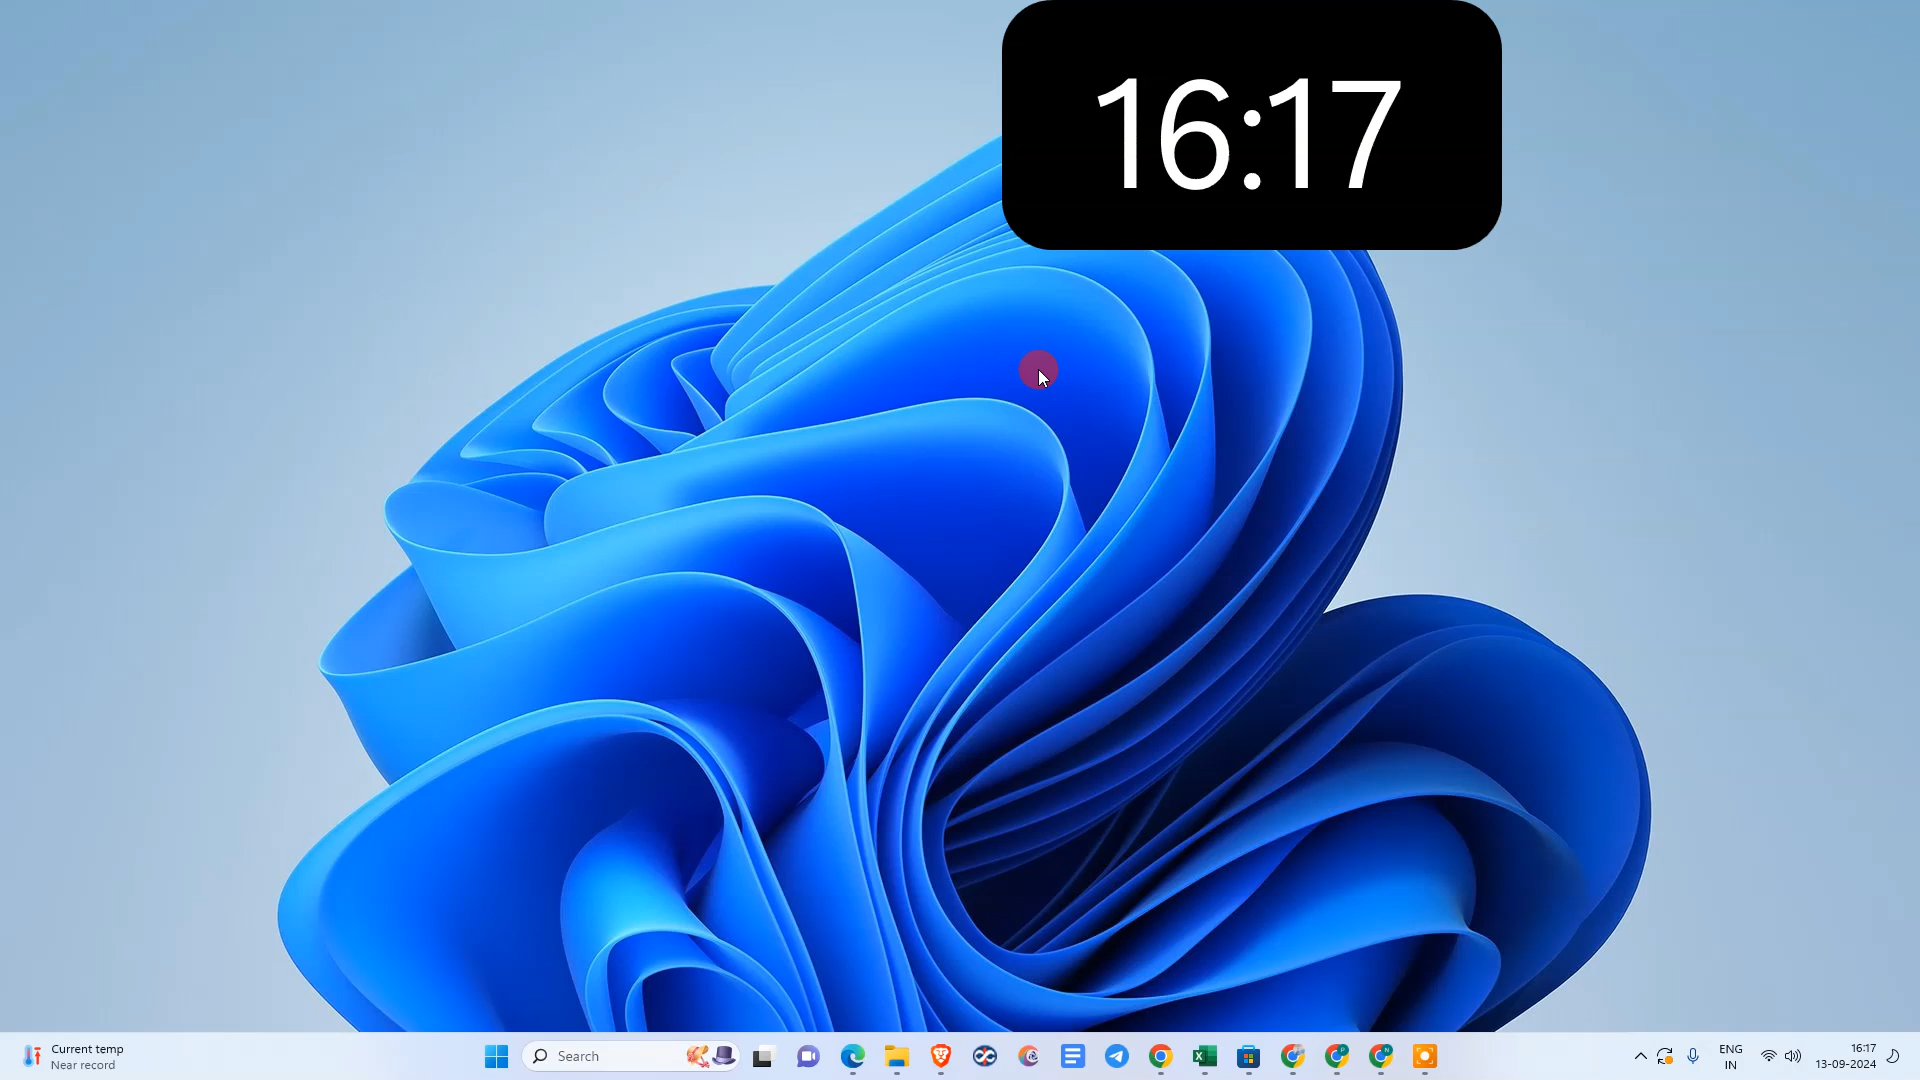 16:17
Current temp
Near record
Search
ENG
IN
16:17
13-09-2024